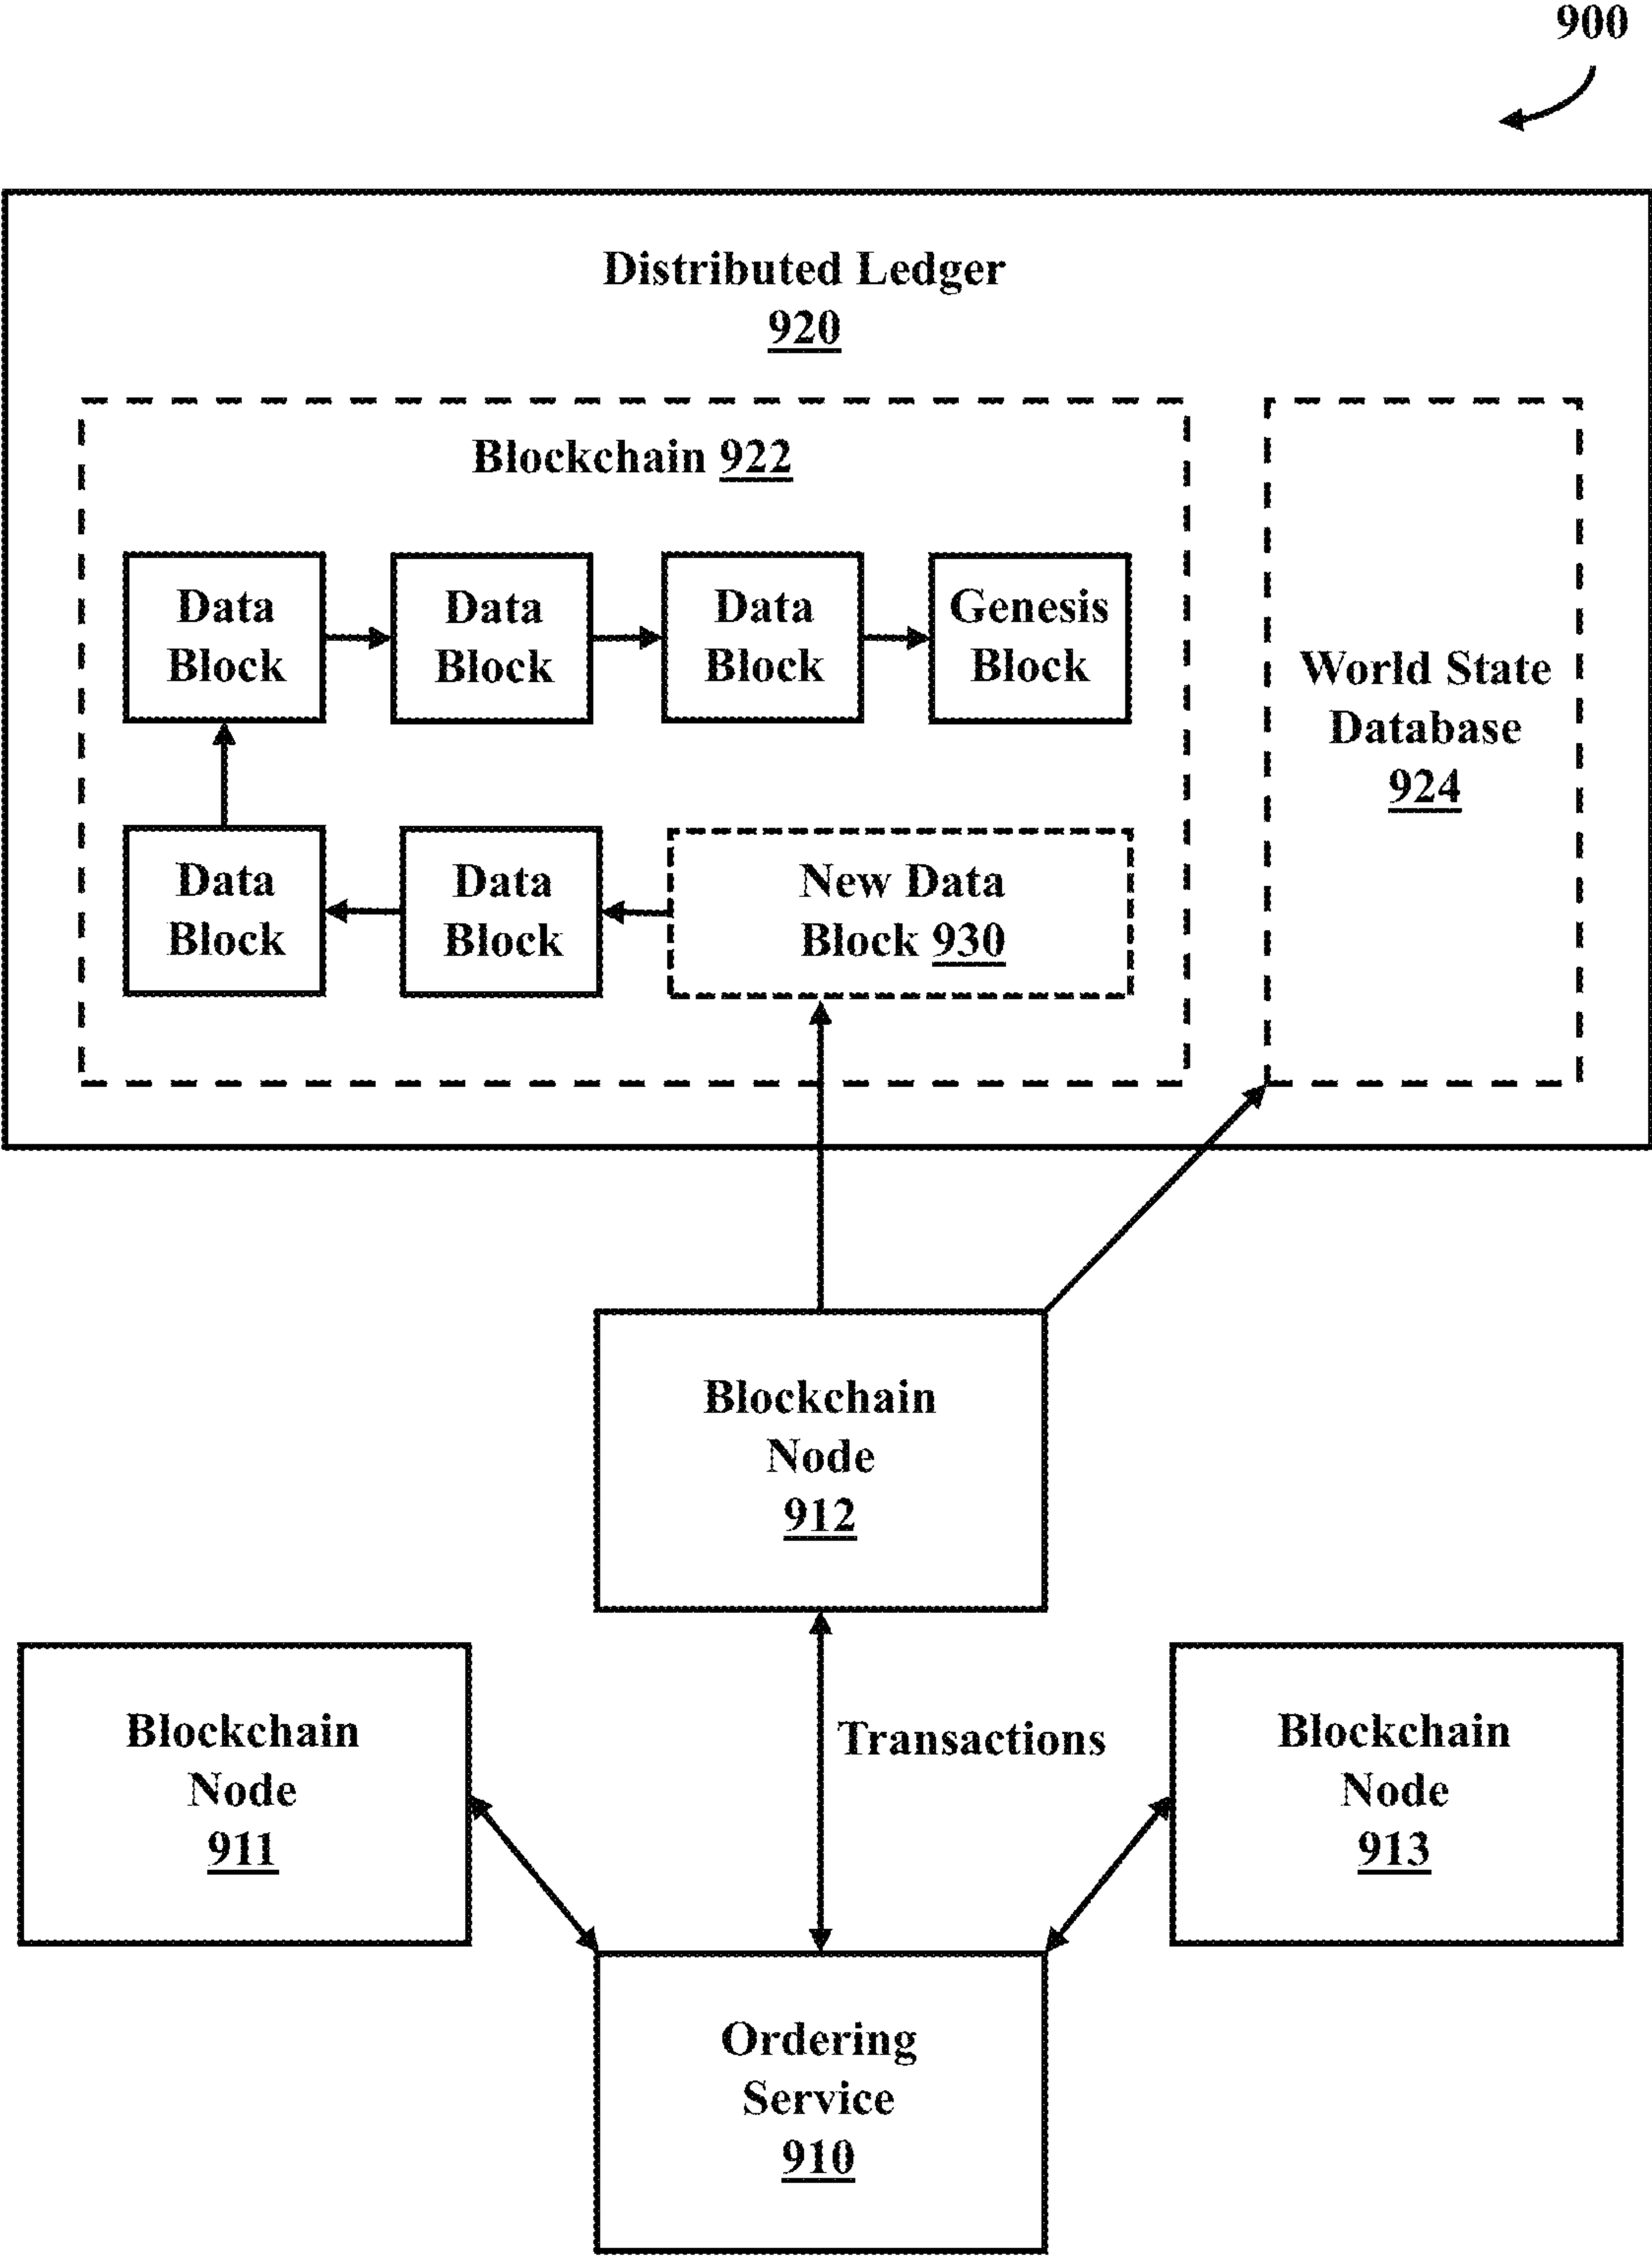 900
Distributed Ledger
920
Blockchain 922
Data
Block
Data
Block
Data
Block
Genesis
Block
World State
Database
924
Data
Block
Data
Block
New Data
Block 930
Blockchain
Node
912
Blockchain
Node
911
Transactions
Blockchain
Node
913
Ordering
Service
910